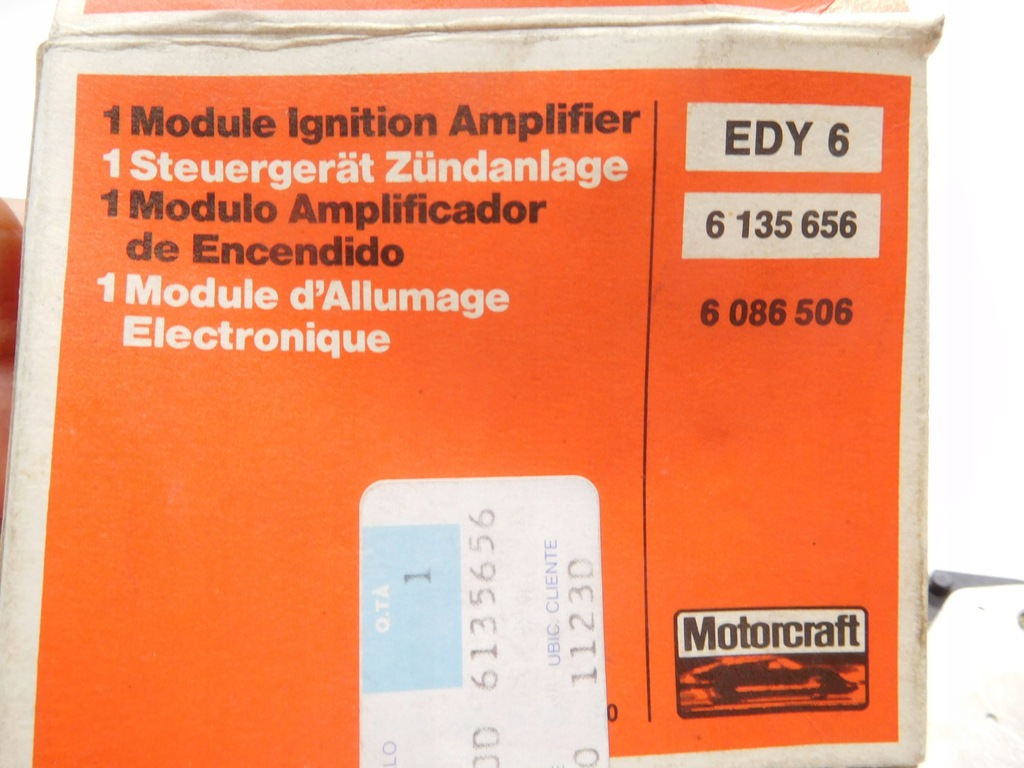 1 Module Ignition Amplifier
1 Steuergerät Zündanlage
1 Modulo Amplificador
de Encendido
1 Module d'Allumage
Electronique
EDY 6
6 135 656
6 086 506
Q.TÀ
1
6135656
UBIC. CLIENTE
11230
Motorcraft